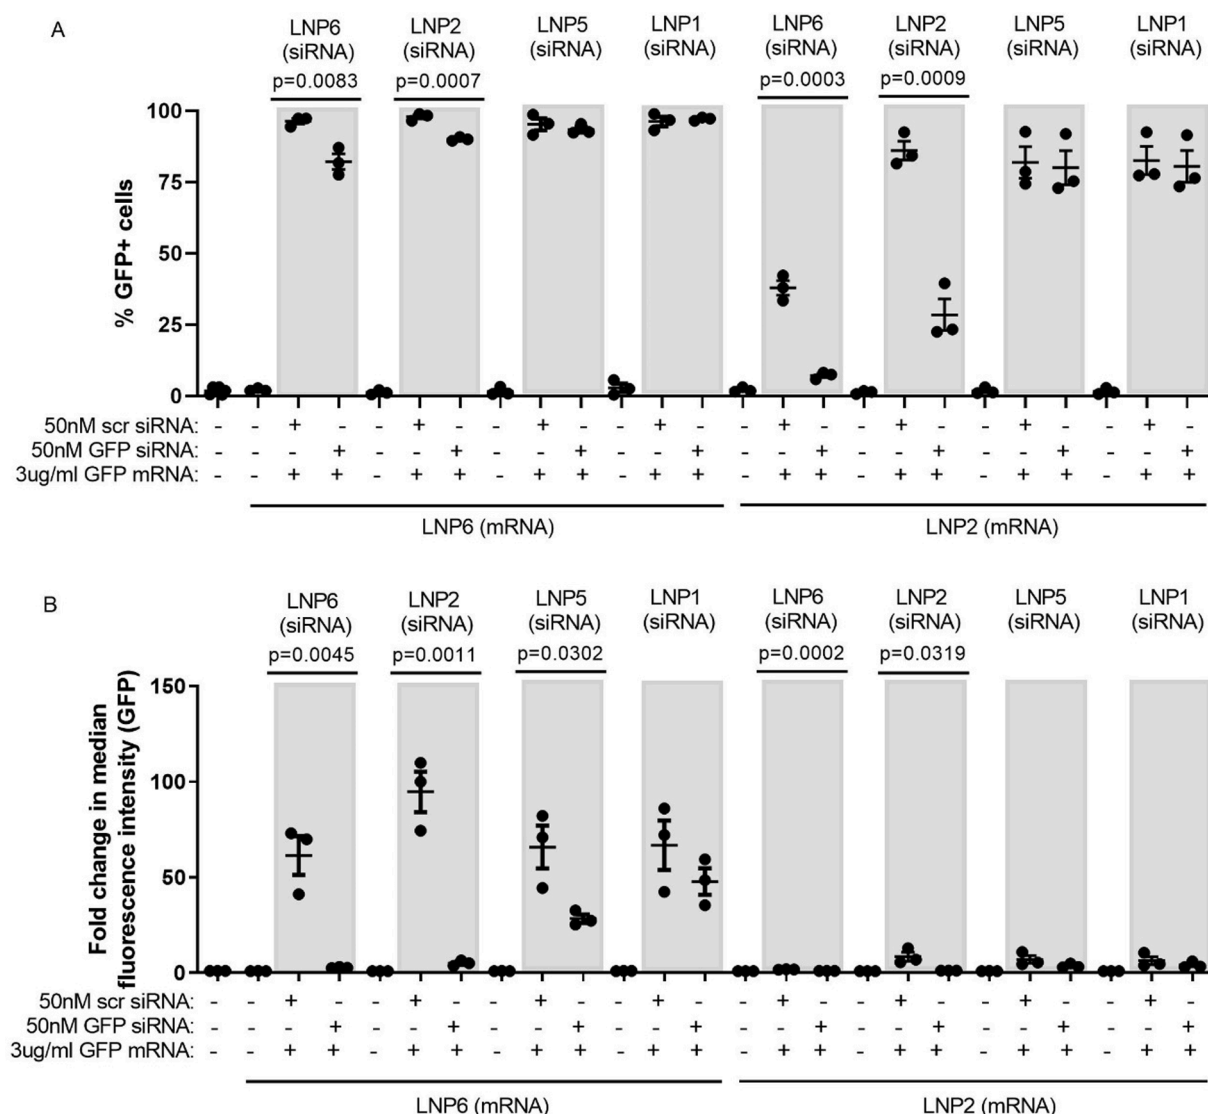 A
LNP6 (siRNA)
LNP2 (siRNA)
LNP5 (siRNA)
LNP1 (siRNA)
LNP6 (siRNA)
LNP2 (siRNA)
LNP5 (siRNA)
LNP1 (siRNA)
p=0.0083
p=0.0007
p=0.0003
p=0.0009
% GFP+ cells
100
75
50
25
0
50nM scr siRNA: - - + - - + - - + - - + - - + - - + - - + - - + -
50nM GFP siRNA: - - - + - - + - - + - - + - - + - - + - - + - - +
3ug/ml GFP mRNA: - - + + - + + - + + - + + - + + - + + - + + - + +
LNP6 (mRNA)
LNP2 (mRNA)
B
LNP6 (siRNA)
LNP2 (siRNA)
LNP5 (siRNA)
LNP1 (siRNA)
LNP6 (siRNA)
LNP2 (siRNA)
LNP5 (siRNA)
LNP1 (siRNA)
p=0.0045
p=0.0011
p=0.0302
p=0.0002
p=0.0319
Fold change in median
fluorescence intensity (GFP)
150
100
50
0
50nM scr siRNA: - - + - - + - - + - - + - - + - - + - - + - - + -
50nM GFP siRNA: - - - + - - + - - + - - + - - + - - + - - + - - +
3ug/ml GFP mRNA: - - + + - + + - + + - + + - + + - + + - + + - + +
LNP6 (mRNA)
LNP2 (mRNA)